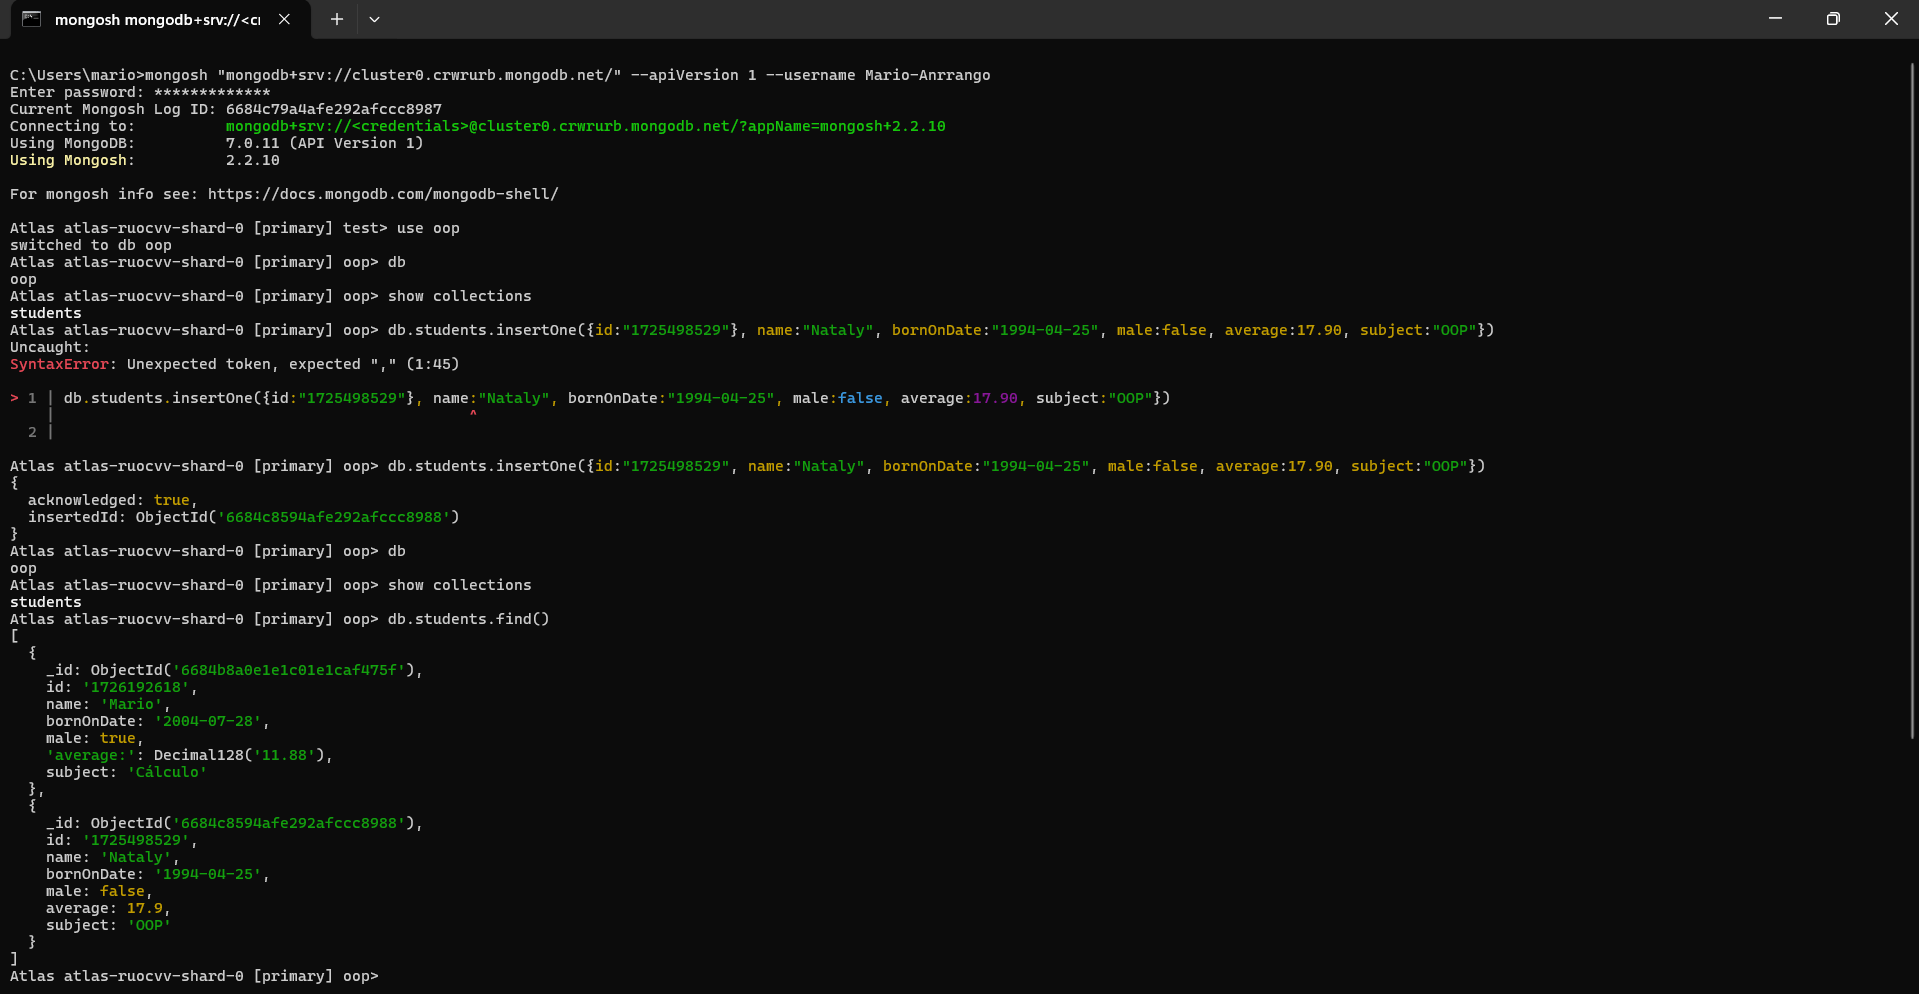 mongosh mongodb+srv://<cr
C:\Users\mario>mongosh "mongodb+srv://cluster0.crwrurb.mongodb.net/" --apiVersion 1 --username Mario-Anrrango
Enter password: *************
Current Mongosh Log ID: 6684c79a4afe292afccc8987
Connecting to:          mongodb+srv://<credentials>@cluster0.crwrurb.mongodb.net/?appName=mongosh+2.2.10
Using MongoDB:          7.0.11 (API Version 1)
Using Mongosh:          2.2.10
For mongosh info see: https://docs.mongodb.com/mongodb-shell/
Atlas atlas-ruocvv-shard-0 [primary] test> use oop
switched to db oop
Atlas atlas-ruocvv-shard-0 [primary] oop> db
oop
Atlas atlas-ruocvv-shard-0 [primary] oop> show collections
students
Atlas atlas-ruocvv-shard-0 [primary] oop> db.students.insertOne({id:"1725498529"}, name:"Nataly", bornOnDate:"1994-04-25", male:false, average:17.90, subject:"OOP"})
Uncaught:
SyntaxError: Unexpected token, expected "," (1:45)
> 1 | db.students.insertOne({id:"1725498529"}, name:"Nataly", bornOnDate:"1994-04-25", male:false, average:17.90, subject:"OOP"})
    |                                              ^
  2 |
Atlas atlas-ruocvv-shard-0 [primary] oop> db.students.insertOne({id:"1725498529", name:"Nataly", bornOnDate:"1994-04-25", male:false, average:17.90, subject:"OOP"})
{
  acknowledged: true,
  insertedId: ObjectId('6684c8594afe292afccc8988')
}
Atlas atlas-ruocvv-shard-0 [primary] oop> db
oop
Atlas atlas-ruocvv-shard-0 [primary] oop> show collections
students
Atlas atlas-ruocvv-shard-0 [primary] oop> db.students.find()
[
  {
    _id: ObjectId('6684b8a0e1e1c01e1caf475f'),
    id: '1726192618',
    name: 'Mario',
    bornOnDate: '2004-07-28',
    male: true,
    'average:': Decimal128('11.88'),
    subject: 'Cálculo'
  },
  {
    _id: ObjectId('6684c8594afe292afccc8988'),
    id: '1725498529',
    name: 'Nataly',
    bornOnDate: '1994-04-25',
    male: false,
    average: 17.9,
    subject: 'OOP'
  }
]
Atlas atlas-ruocvv-shard-0 [primary] oop>